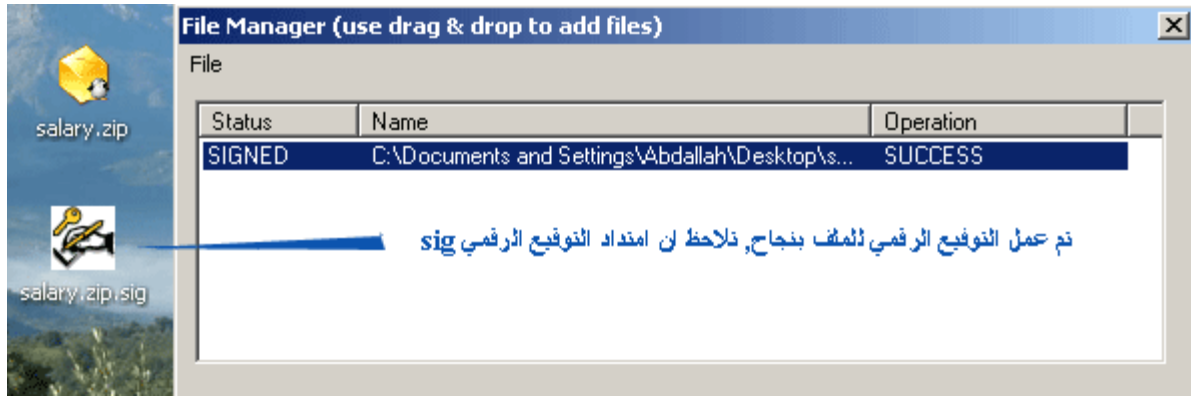 File Manager (use drag & drop to add files)
File
salary.zip
Status Name Operation
SIGNED C:\Documents and Settings\Abdallah\Desktop\s... SUCCESS
تم عمل التوقيع الرقمي للملف بنجاح, تلاحظ ان امتداد التوقيع الرقمي sig
salary.zip.sig